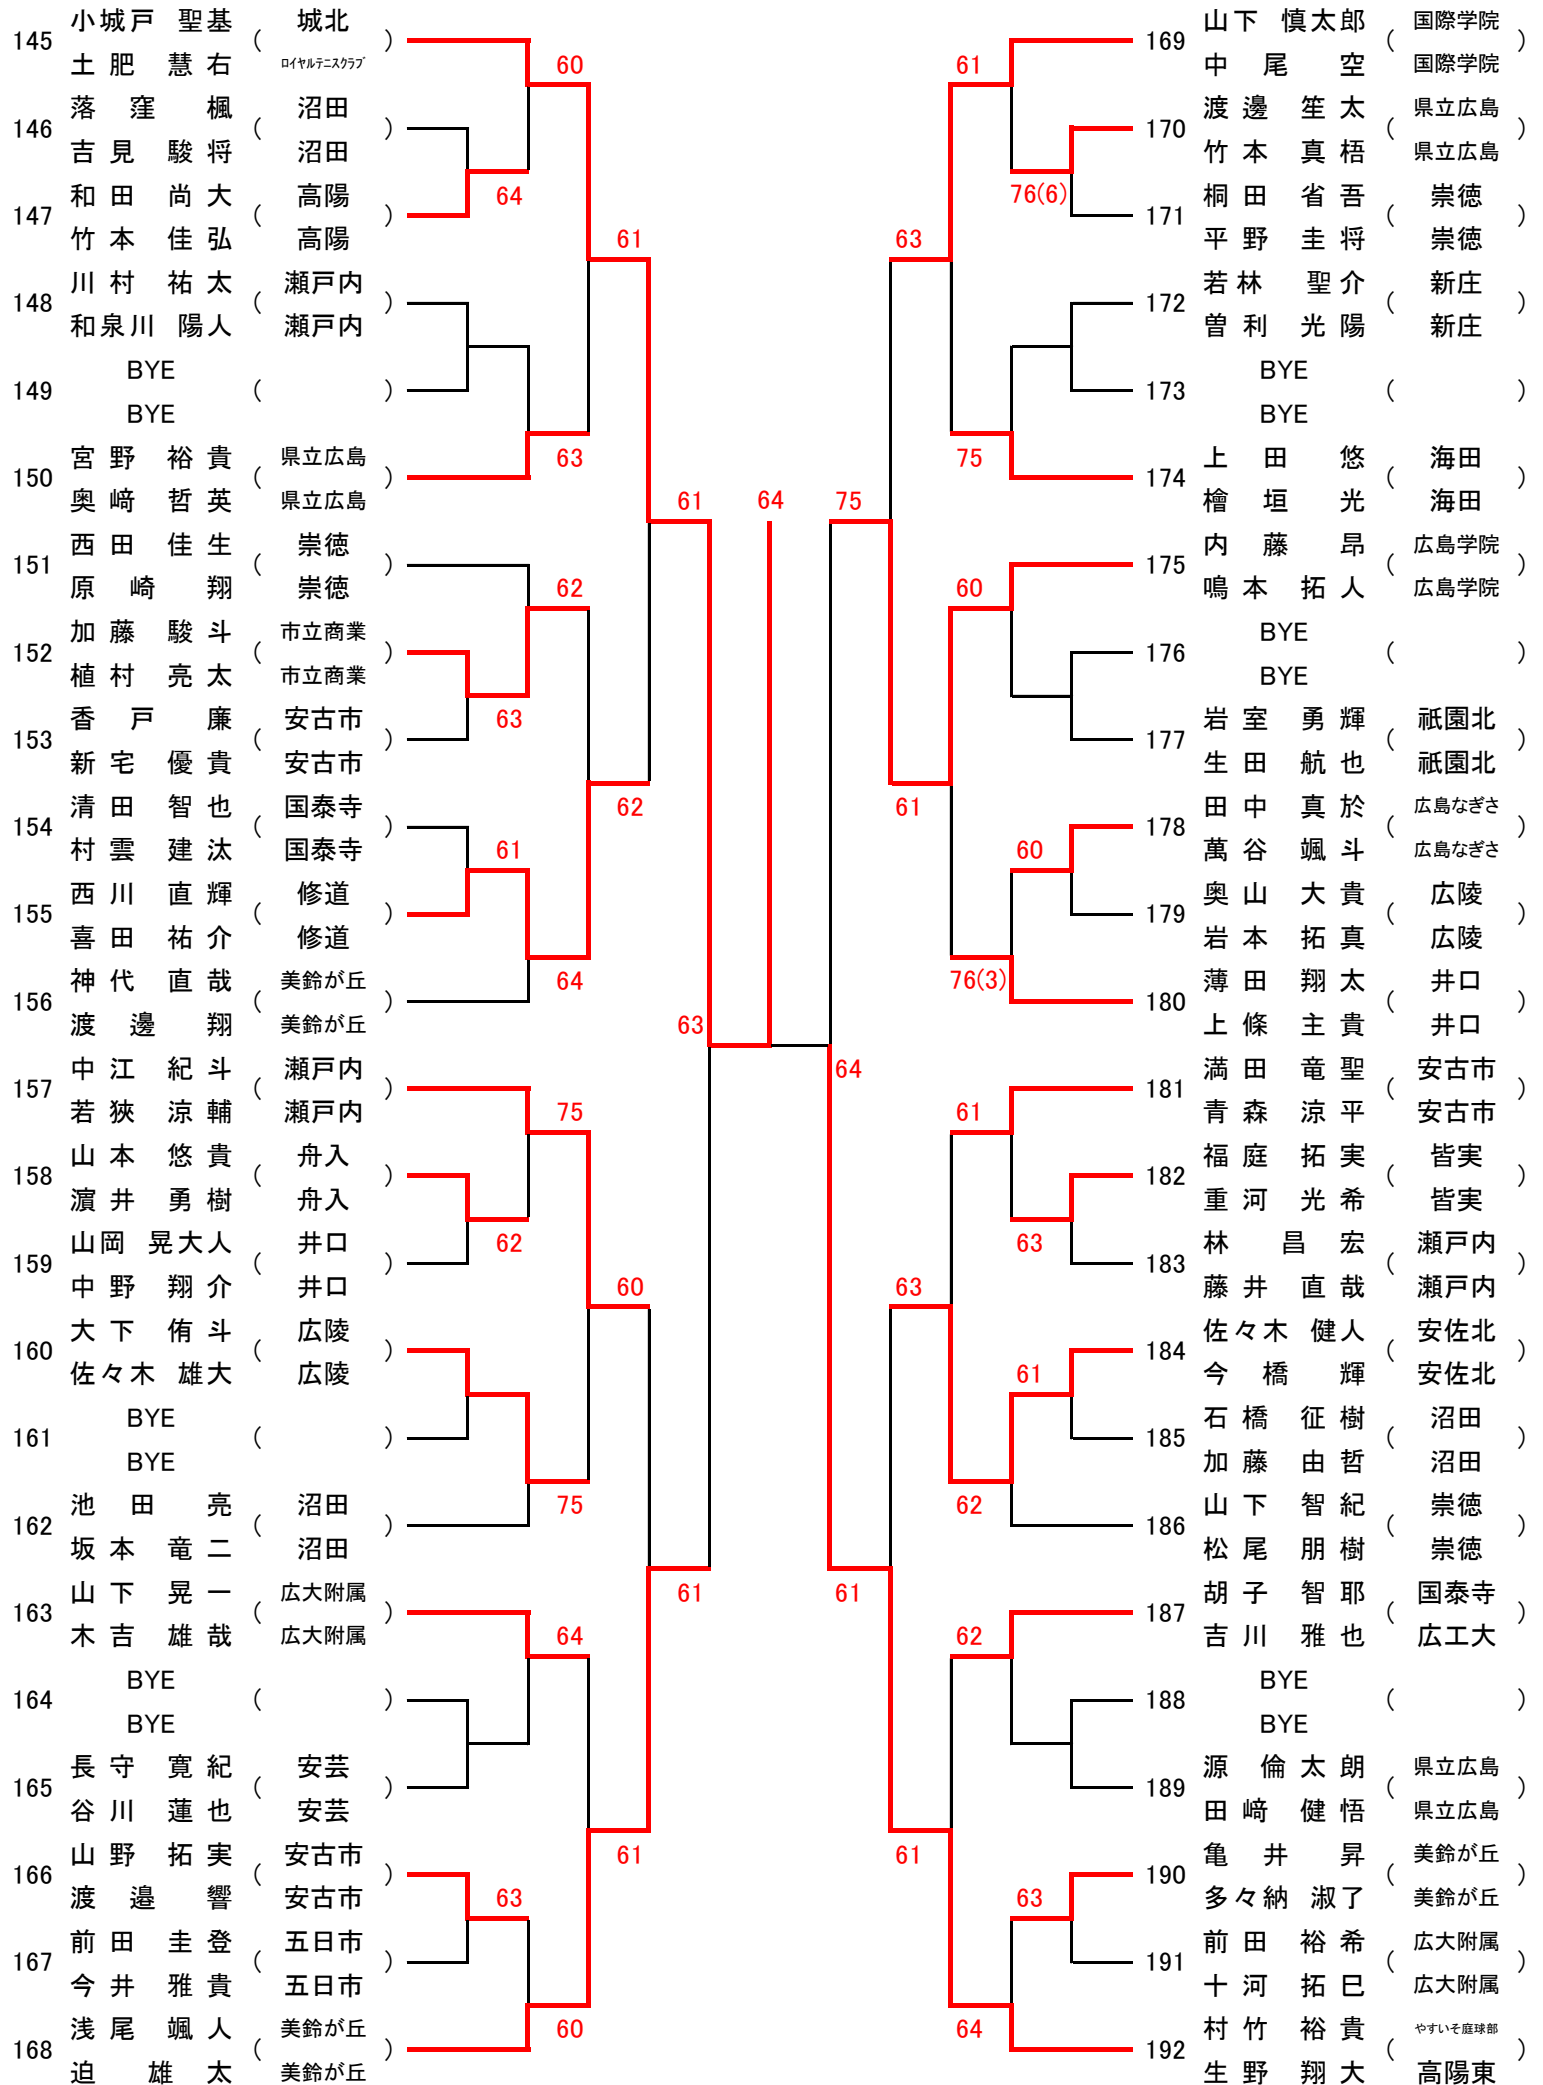 145 小城戸 聖基 ( 城北 )
土肥 慧右 ロイヤルテニスクラブ
60
146 落窪 楓 ( 沼田 )
吉見 駿将 沼田
64
147 和田 尚大 ( 高陽 )
竹本 佳弘 高陽
61
148 川村 祐太 ( 瀬戸内 )
和泉川 陽人 瀬戸内
149 BYE ( )
BYE
63
150 宮野 裕貴 ( 県立広島 )
奥﨑 哲英 県立広島
61
64
151 西田 佳生 ( 崇徳 )
原崎 翔 崇徳
62
152 加藤 駿斗 ( 市立商業 )
植村 亮太 市立商業
63
153 香戸 廉 ( 安古市 )
新宅 優貴 安古市
62
154 清田 智也 ( 国泰寺 )
村雲 建汰 国泰寺
61
155 西川 直輝 ( 修道 )
喜田 祐介 修道
64
156 神代 直哉 ( 美鈴が丘 )
渡邊 翔 美鈴が丘
63
157 中江 紀斗 ( 瀬戸内 )
若狹 涼輔 瀬戸内
75
158 山本 悠貴 ( 舟入 )
濵井 勇樹 舟入
62
159 山岡 晃大人 ( 井口 )
中野 翔介 井口
60
160 大下 侑斗 ( 広陵 )
佐々木 雄大 広陵
161 BYE ( )
BYE
75
162 池田 亮 ( 沼田 )
坂本 竜二 沼田
61
163 山下 晃一 ( 広大附属 )
木吉 雄哉 広大附属
64
164 BYE ( )
BYE
165 長守 寛紀 ( 安芸 )
谷川 蓮也 安芸
61
166 山野 拓実 ( 安古市 )
渡邉 響 安古市
63
167 前田 圭登 ( 五日市 )
今井 雅貴 五日市
60
168 浅尾 颯人 ( 美鈴が丘 )
迫 雄太 美鈴が丘
169 山下 慎太郎 ( 国際学院 )
中尾 空 国際学院
61
170 渡邊 笙太 ( 県立広島 )
竹本 真梧 県立広島
76(6)
171 桐田 省吾 ( 崇徳 )
平野 圭将 崇徳
63
172 若林 聖介 ( 新庄 )
曽利 光陽 新庄
173 BYE ( )
BYE
75
174 上田 悠 ( 海田 )
檜垣 光 海田
75
175 内藤 昂 ( 広島学院 )
鳴本 拓人 広島学院
60
176 BYE ( )
BYE
177 岩室 勇輝 ( 祇園北 )
生田 航也 祇園北
61
178 田中 真於 ( 広島なぎさ )
萬谷 颯斗 広島なぎさ
60
179 奥山 大貴 ( 広陵 )
岩本 拓真 広陵
76(3)
180 薄田 翔太 ( 井口 )
上條 主貴 井口
64
181 満田 竜聖 ( 安古市 )
青森 涼平 安古市
61
182 福庭 拓実 ( 皆実 )
重河 光希 皆実
63
183 林 昌宏 ( 瀬戸内 )
藤井 直哉 瀬戸内
63
184 佐々木 健人 ( 安佐北 )
今橋 輝 安佐北
61
185 石橋 征樹 ( 沼田 )
加藤 由哲 沼田
62
186 山下 智紀 ( 崇徳 )
松尾 朋樹 崇徳
61
187 胡子 智耶 ( 国泰寺 )
吉川 雅也 広工大
62
188 BYE ( )
BYE
189 源 倫太朗 ( 県立広島 )
田﨑 健悟 県立広島
61
190 亀井 昇 ( 美鈴が丘 )
多々納 淑了 美鈴が丘
63
191 前田 裕希 ( 広大附属 )
十河 拓巳 広大附属
64
192 村竹 裕貴 ( やすいそ庭球部 )
生野 翔大 高陽東